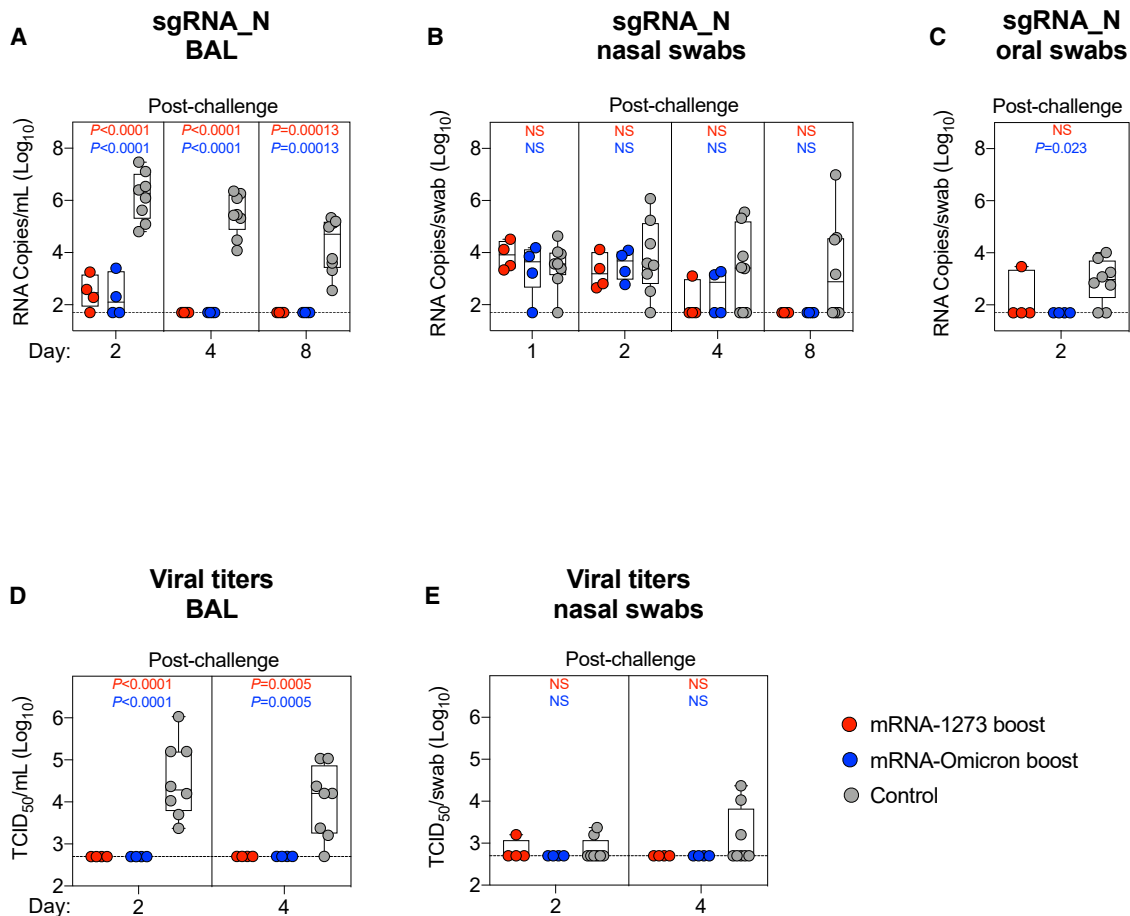 A
sgRNA_N
BAL
Post-challenge
P<0.0001 P<0.0001 P=0.00013
P<0.0001 P<0.0001 P=0.00013
RNA Copies/mL (Log10)
8
6
4
2
Day: 2 4 8
B
sgRNA_N
nasal swabs
Post-challenge
NS NS NS NS
NS NS NS NS
RNA Copies/swab (Log10)
8
6
4
2
1 2 4 8
C
sgRNA_N
oral swabs
Post-challenge
NS
P=0.023
RNA Copies/swab (Log10)
8
6
4
2
2
D
Viral titers
BAL
Post-challenge
P<0.0001 P=0.0005
P<0.0001 P=0.0005
TCID50/mL (Log10)
6
5
4
3
2
Day: 2 4
E
Viral titers
nasal swabs
Post-challenge
NS NS
NS NS
TCID50/swab (Log10)
6
5
4
3
2
2 4
mRNA-1273 boost
mRNA-Omicron boost
Control